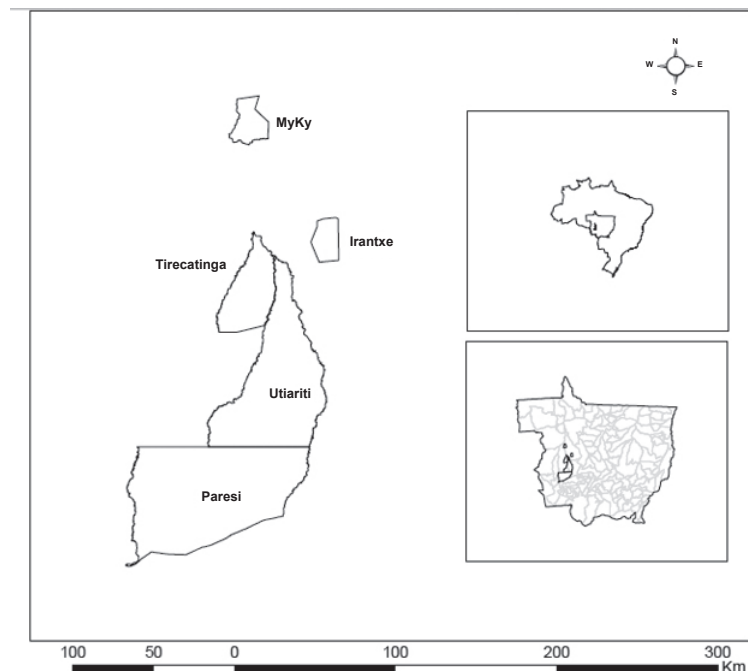 N
W E
S
MyKy
Irantxe
Tirecatinga
Utiariti
Paresi
100 50 0 100 200 300
Km